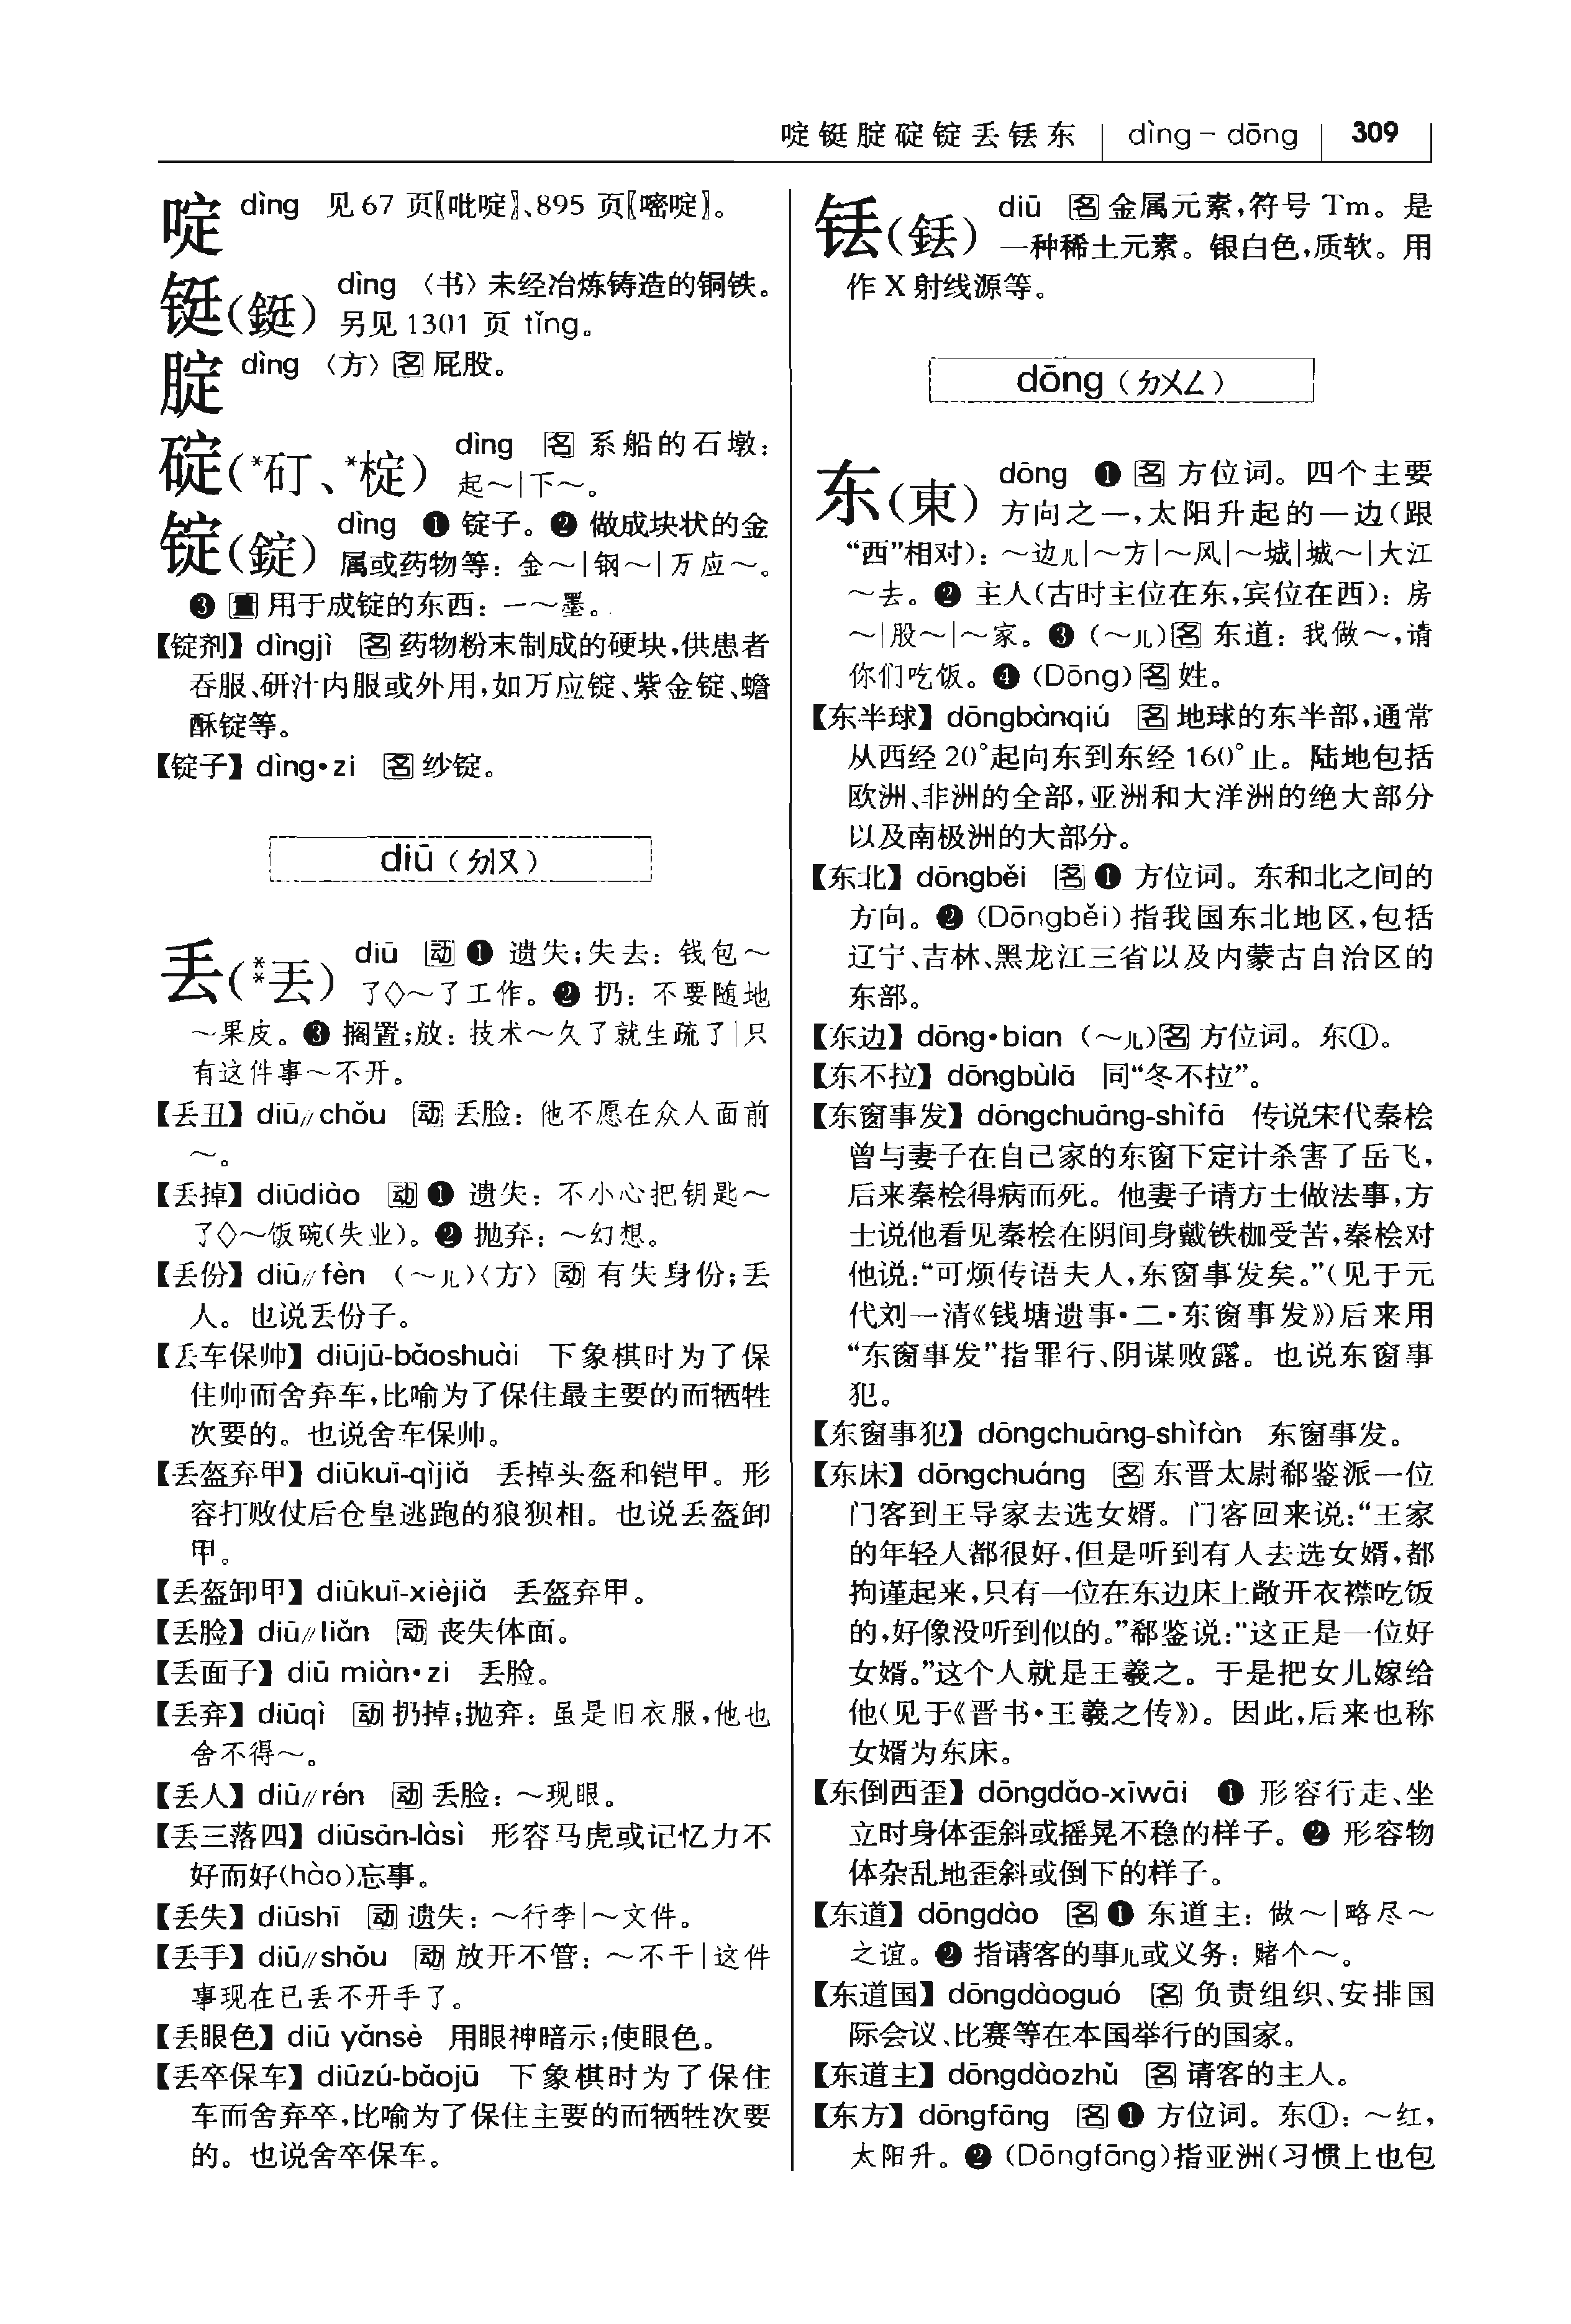 啶铤腚碇锭丢铥东 dìng－dōng 309
啶 dìng 见67页〖吡啶〗、895页〖嘧啶〗。
铤(鋌) dìng 〈书〉未经冶炼铸造的铜铁。
另见1301页 tǐng。
腚 dìng 〈方〉名 屁股。
碇(*矴、*椗) dìng 名 系船的石墩：
起～|下～。
锭(錠) dìng ❶ 锭子。❷ 做成块状的金
属或药物等：金～|钢～|万应～。
❸ 量 用于成锭的东西：一～墨。
【锭剂】dìngjì 名 药物粉末制成的硬块，供患者
吞服、研汁内服或外用，如万应锭、紫金锭、蟾
酥锭等。
【锭子】dìng•zi 名 纱锭。
diū（ㄉㄧㄡ）
丢(**丟) diū 动 ❶ 遗失；失去：钱包～
了◇～了工作。❷ 扔：不要随地
～果皮。❸ 搁置；放：技术～久了就生疏了|只
有这件事～不开。
【丢丑】diū//chǒu 动 丢脸：他不愿在众人面前
～。
【丢掉】diūdiào 动 ❶ 遗失：不小心把钥匙～
了◇～饭碗(失业)。❷ 抛弃：～幻想。
【丢份】diū//fèn （～儿）〈方〉动 有失身份；丢
人。也说丢份子。
【丢车保帅】diūjū-bǎoshuài 下象棋时为了保
住帅而舍弃车，比喻为了保住最主要的而牺牲
次要的。也说舍车保帅。
【丢盔弃甲】diūkuī-qìjiǎ 丢掉头盔和铠甲。形
容打败仗后仓皇逃跑的狼狈相。也说丢盔卸
甲。
【丢盔卸甲】diūkuī-xièjiǎ 丢盔弃甲。
【丢脸】diū//liǎn 动 丧失体面。
【丢面子】diū miàn•zi 丢脸。
【丢弃】diūqì 动 扔掉；抛弃：虽是旧衣服，他也
舍不得～。
【丢人】diū//rén 动 丢脸：～现眼。
【丢三落四】diūsān-làsì 形容马虎或记忆力不
好而好(hào)忘事。
【丢失】diūshī 动 遗失：～行李|～文件。
【丢手】diū//shǒu 动 放开不管：～不干|这件
事现在已丢不开手了。
【丢眼色】diū yǎnsè 用眼神暗示；使眼色。
【丢卒保车】diūzú-bǎojū 下象棋时为了保住
车而舍弃卒，比喻为了保住主要的而牺牲次要
的。也说舍卒保车。
铥(銩) diū 名 金属元素，符号 Tm。是
一种稀土元素。银白色，质软。用
作 X 射线源等。
dōng（ㄉㄨㄥ）
东(東) dōng ❶ 名 方位词。四个主要
方向之一，太阳升起的一边(跟
“西”相对)：～边儿|～方|～风|～城|城～|大江
～去。❷ 主人(古时主位在东，宾位在西)：房
～|股～|～家。❸ (～儿)名 东道：我做～，请
你们吃饭。❹ (Dōng)名 姓。
【东半球】dōngbànqiú 名 地球的东半部，通常
从西经20°起向东到东经160°止。陆地包括
欧洲、非洲的全部，亚洲和大洋洲的绝大部分
以及南极洲的大部分。
【东北】dōngběi 名 ❶ 方位词。东和北之间的
方向。❷ (Dōngběi)指我国东北地区，包括
辽宁、吉林、黑龙江三省以及内蒙古自治区的
东部。
【东边】dōng•bian (～儿)名 方位词。东①。
【东不拉】dōngbùlā 同“冬不拉”。
【东窗事发】dōngchuāng-shìfā 传说宋代秦桧
曾与妻子在自己家的东窗下定计杀害了岳飞，
后来秦桧得病而死。他妻子请方士做法事，方
士说他看见秦桧在阴间身戴铁枷受苦，秦桧对
他说：“可烦传语夫人，东窗事发矣。”(见于元
代刘一清《钱塘遗事•二•东窗事发》)后来用
“东窗事发”指罪行、阴谋败露。也说东窗事
犯。
【东窗事犯】dōngchuāng-shìfàn 东窗事发。
【东床】dōngchuáng 名 东晋太尉郗鉴派一位
门客到王导家去选女婿。门客回来说：“王家
的年轻人都很好，但是听到有人去选女婿，都
拘谨起来，只有一位在东边床上敞开衣襟吃饭
的，好像没听到似的。”郗鉴说：“这正是一位好
女婿。”这个人就是王羲之。于是把女儿嫁给
他(见于《晋书•王羲之传》)。因此，后来也称
女婿为东床。
【东倒西歪】dōngdǎo-xīwāi ❶ 形容行走、坐
立时身体歪斜或摇晃不稳的样子。❷ 形容物
体杂乱地歪斜或倒下的样子。
【东道】dōngdào 名 ❶ 东道主：做～|略尽～
之谊。❷ 指请客的事儿或义务：赌个～。
【东道国】dōngdàoguó 名 负责组织、安排国
际会议、比赛等在本国举行的国家。
【东道主】dōngdàozhǔ 名 请客的主人。
【东方】dōngfāng 名 ❶ 方位词。东①：～红，
太阳升。❷ (Dōngfāng)指亚洲(习惯上也包